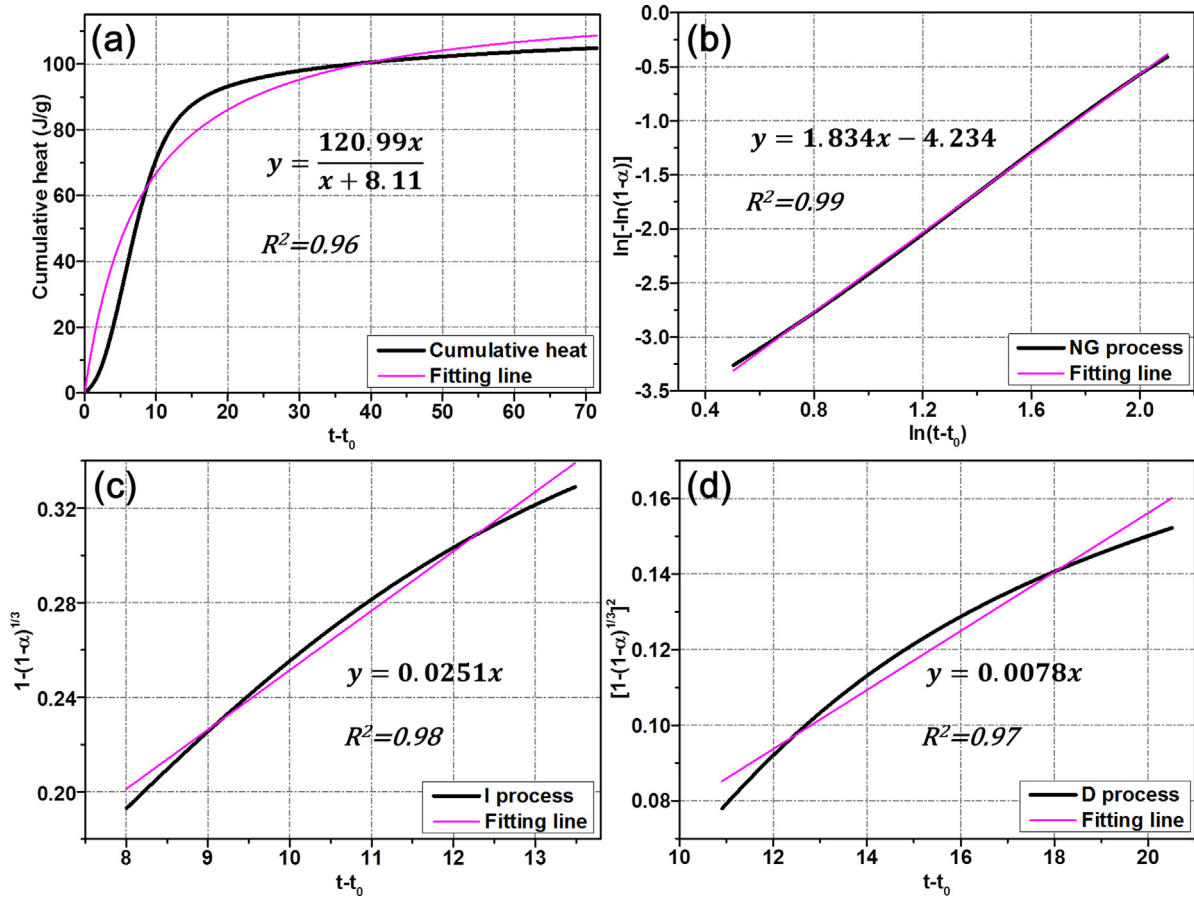 (a)
Cumulative heat (J/g)
100
80
60
40
20
0
y = 120.99x / x + 8.11
R²=0.96
Cumulative heat
Fitting line
0 10 20 30 40 50 60 70
t-t₀
(b)
ln[-ln(1-α)]
0.0
-0.5
-1.0
-1.5
-2.0
-2.5
-3.0
-3.5
y = 1.834x − 4.234
R²=0.99
NG process
Fitting line
0.4 0.8 1.2 1.6 2.0
ln(t-t₀)
(c)
1-(1-α)^1/3
0.32
0.28
0.24
0.20
y = 0.0251x
R²=0.98
I process
Fitting line
8 9 10 11 12 13
t-t₀
(d)
[1-(1-α)^1/3]²
0.16
0.14
0.12
0.10
0.08
y = 0.0078x
R²=0.97
D process
Fitting line
10 12 14 16 18 20
t-t₀